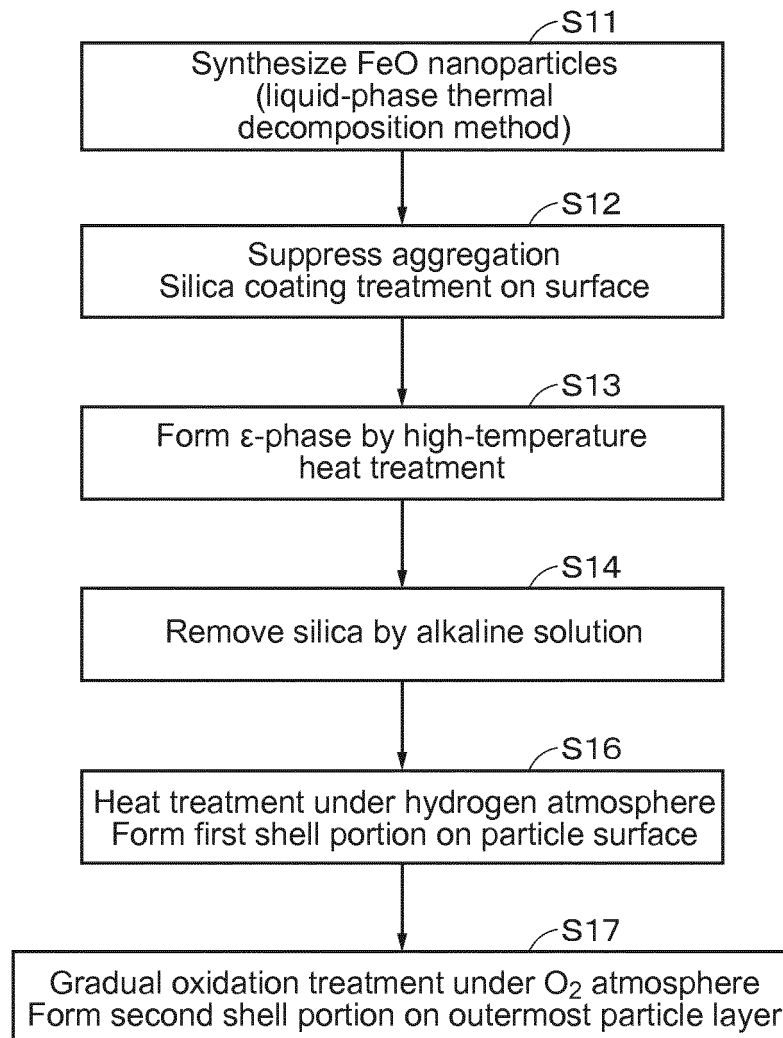 S11
Synthesize FeO nanoparticles
(liquid-phase thermal
decomposition method)
S12
Suppress aggregation
Silica coating treatment on surface
S13
Form ε-phase by high-temperature
heat treatment
S14
Remove silica by alkaline solution
S16
Heat treatment under hydrogen atmosphere
Form first shell portion on particle surface
S17
Gradual oxidation treatment under O₂ atmosphere
Form second shell portion on outermost particle layer